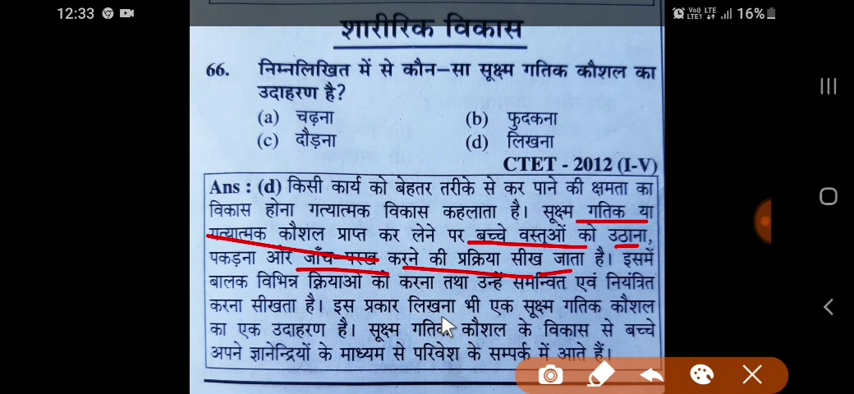 12:33
Vo) LTE
LTE1
16%
शारीरिक विकास
66. निम्नलिखित में से कौन-सा सूक्ष्म गतिक कौशल का
उदाहरण है?
(a) चढ़ना (b) फुदकना
(c) दौड़ना (d) लिखना
CTET - 2012 (I-V)
Ans : (d) किसी कार्य को बेहतर तरीके से कर पाने की क्षमता का
विकास होना गत्यात्मक विकास कहलाता है। सूक्ष्म गतिक या
गत्यात्मक कौशल प्राप्त कर लेने पर बच्चे वस्तुओं को उठाना,
पकड़ना और जाँच परख करने की प्रक्रिया सीख जाता है। इसमें
बालक विभिन्न क्रियाओं को करना तथा उन्हें समन्वित एवं नियंत्रित
करना सीखता है। इस प्रकार लिखना भी एक सूक्ष्म गतिक कौशल
का एक उदाहरण है। सूक्ष्म गतिक कौशल के विकास से बच्चे
अपने ज्ञानेन्द्रियों के माध्यम से परिवेश के सम्पर्क में आते हैं।